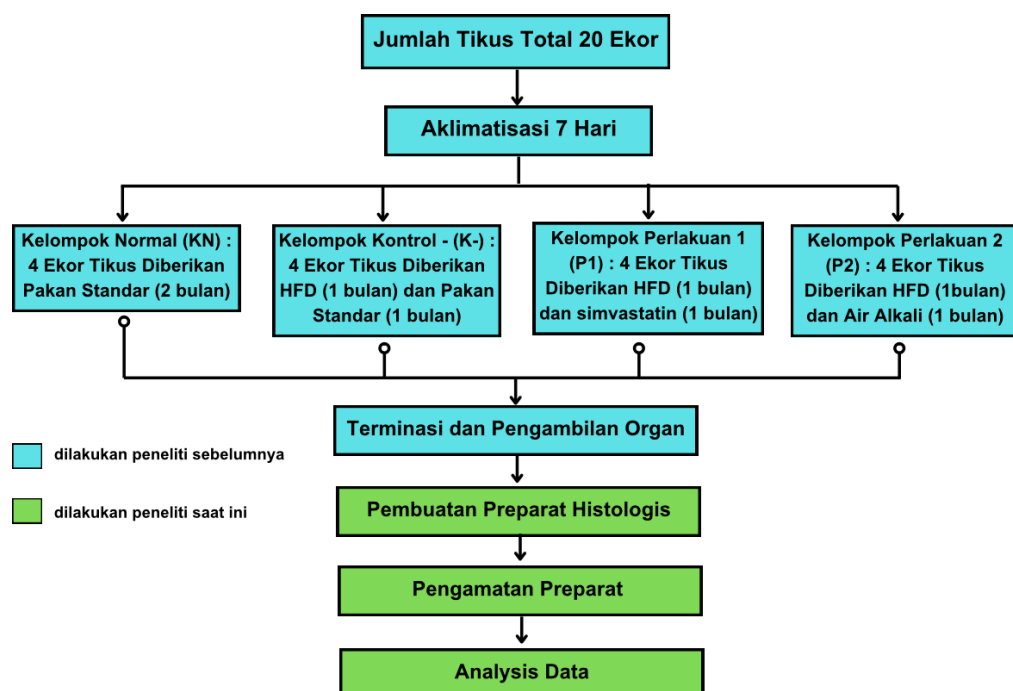 Jumlah Tikus Total 20 Ekor
Aklimatisasi 7 Hari
Kelompok Normal (KN) :
4 Ekor Tikus Diberikan
Pakan Standar (2 bulan)
Kelompok Kontrol - (K-) :
4 Ekor Tikus Diberikan
HFD (1 bulan) dan Pakan
Standar (1 bulan)
Kelompok Perlakuan 1
(P1) : 4 Ekor Tikus
Diberikan HFD (1 bulan)
dan simvastatin (1 bulan)
Kelompok Perlakuan 2
(P2) : 4 Ekor Tikus
Diberikan HFD (1bulan)
dan Air Alkali (1 bulan)
Terminasi dan Pengambilan Organ
dilakukan peneliti sebelumnya
Pembuatan Preparat Histologis
dilakukan peneliti saat ini
Pengamatan Preparat
Analysis Data